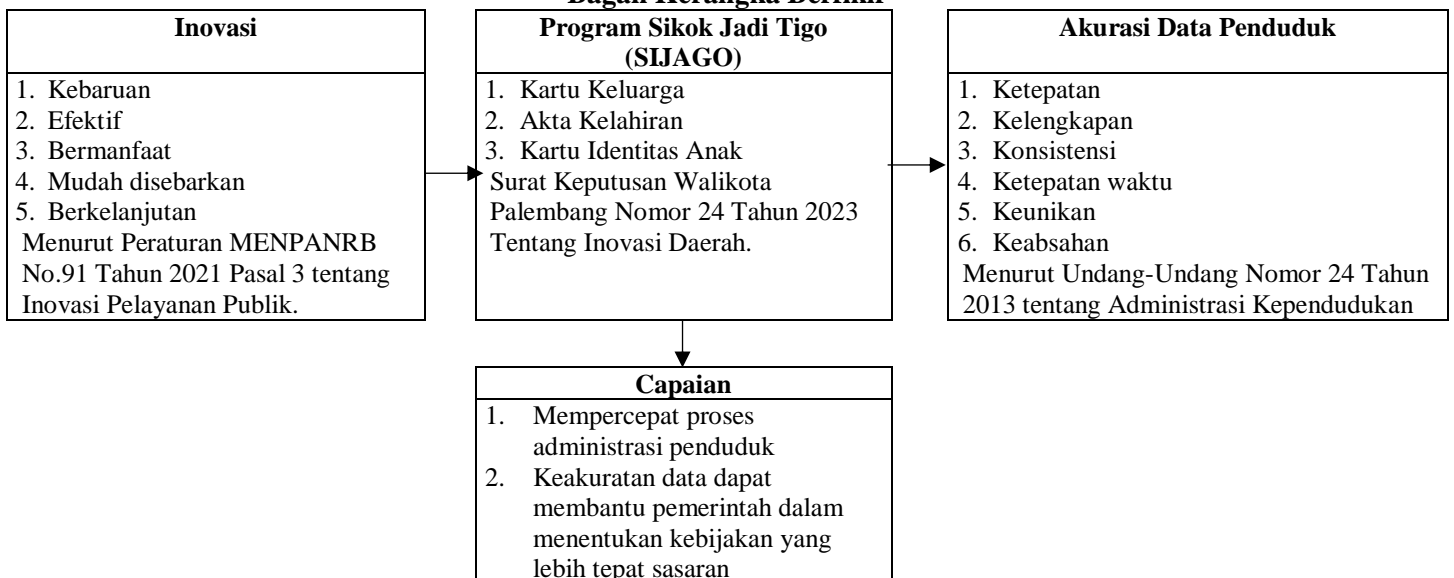 Bagan Kerangka Berfikir
Inovasi
1. Kebaruan
2. Efektif
3. Bermanfaat
4. Mudah disebarkan
5. Berkelanjutan
Menurut Peraturan MENPANRB
No.91 Tahun 2021 Pasal 3 tentang
Inovasi Pelayanan Publik.
Program Sikok Jadi Tigo
(SIJAGO)
1. Kartu Keluarga
2. Akta Kelahiran
3. Kartu Identitas Anak
Surat Keputusan Walikota
Palembang Nomor 24 Tahun 2023
Tentang Inovasi Daerah.
Akurasi Data Penduduk
1. Ketepatan
2. Kelengkapan
3. Konsistensi
4. Ketepatan waktu
5. Keunikan
6. Keabsahan
Menurut Undang-Undang Nomor 24 Tahun
2013 tentang Administrasi Kependudukan
Capaian
1. Mempercepat proses
administrasi penduduk
2. Keakuratan data dapat
membantu pemerintah dalam
menentukan kebijakan yang
lebih tepat sasaran